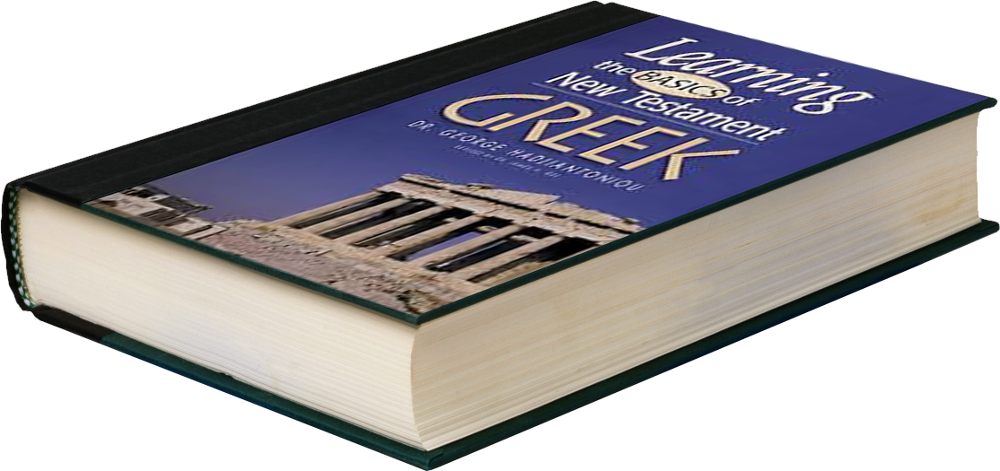 Learning
the BASICS of
New Testament
GREEK
DR. GEORGE HADJIANTONIOU